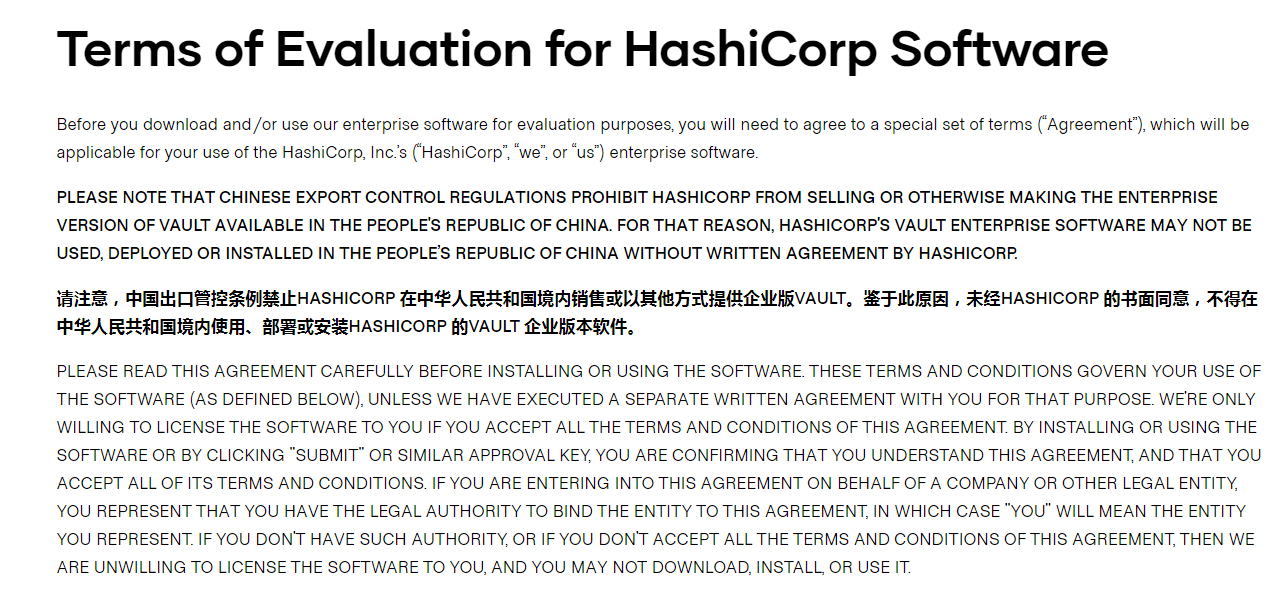 Terms of Evaluation for HashiCorp Software
Before you download and/or use our enterprise software for evaluation purposes, you will need to agree to a special set of terms (“Agreement”), which will be
applicable for your use of the HashiCorp, Inc.’s (“HashiCorp”, “we”, or “us”) enterprise software.
PLEASE NOTE THAT CHINESE EXPORT CONTROL REGULATIONS PROHIBIT HASHICORP FROM SELLING OR OTHERWISE MAKING THE ENTERPRISE
VERSION OF VAULT AVAILABLE IN THE PEOPLE'S REPUBLIC OF CHINA. FOR THAT REASON, HASHICORP'S VAULT ENTERPRISE SOFTWARE MAY NOT BE
USED, DEPLOYED OR INSTALLED IN THE PEOPLE’S REPUBLIC OF CHINA WITHOUT WRITTEN AGREEMENT BY HASHICORP.
请注意，中国出口管控条例禁止HASHICORP 在中华人民共和国境内销售或以其他方式提供企业版VAULT。鉴于此原因，未经HASHICORP 的书面同意，不得在
中华人民共和国境内使用、部署或安装HASHICORP 的VAULT 企业版本软件。
PLEASE READ THIS AGREEMENT CAREFULLY BEFORE INSTALLING OR USING THE SOFTWARE. THESE TERMS AND CONDITIONS GOVERN YOUR USE OF
THE SOFTWARE (AS DEFINED BELOW), UNLESS WE HAVE EXECUTED A SEPARATE WRITTEN AGREEMENT WITH YOU FOR THAT PURPOSE. WE'RE ONLY
WILLING TO LICENSE THE SOFTWARE TO YOU IF YOU ACCEPT ALL THE TERMS AND CONDITIONS OF THIS AGREEMENT. BY INSTALLING OR USING THE
SOFTWARE OR BY CLICKING "SUBMIT" OR SIMILAR APPROVAL KEY, YOU ARE CONFIRMING THAT YOU UNDERSTAND THIS AGREEMENT, AND THAT YOU
ACCEPT ALL OF ITS TERMS AND CONDITIONS. IF YOU ARE ENTERING INTO THIS AGREEMENT ON BEHALF OF A COMPANY OR OTHER LEGAL ENTITY,
YOU REPRESENT THAT YOU HAVE THE LEGAL AUTHORITY TO BIND THE ENTITY TO THIS AGREEMENT, IN WHICH CASE "YOU" WILL MEAN THE ENTITY
YOU REPRESENT. IF YOU DON'T HAVE SUCH AUTHORITY, OR IF YOU DON'T ACCEPT ALL THE TERMS AND CONDITIONS OF THIS AGREEMENT, THEN WE
ARE UNWILLING TO LICENSE THE SOFTWARE TO YOU, AND YOU MAY NOT DOWNLOAD, INSTALL, OR USE IT.